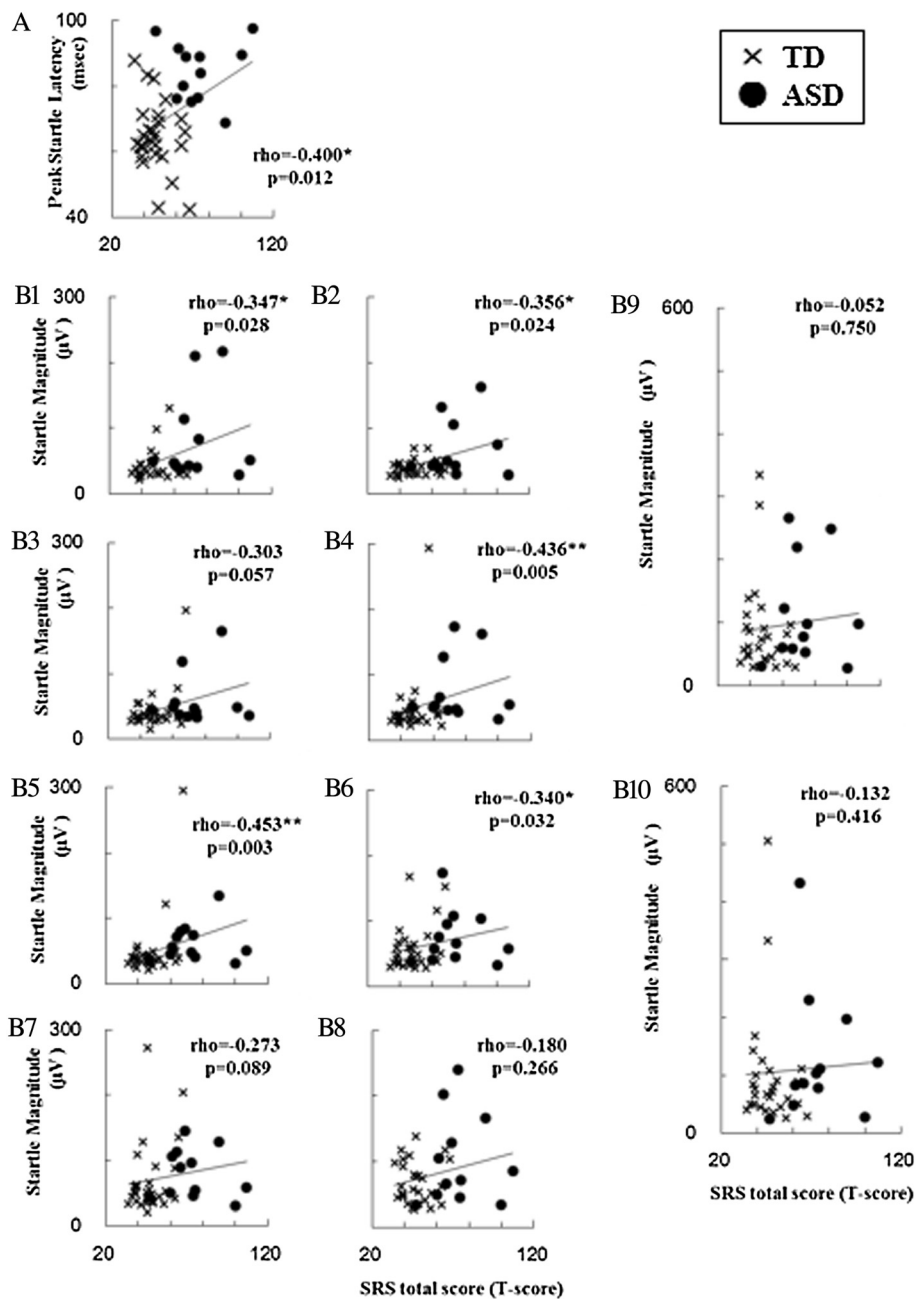 A
100
Peak Startle Latency
(msec)
40
20
120
rho=-0.400*
p=0.012
TD
ASD
B1
300
Startle Magnitude
(μV)
0
rho=-0.347*
p=0.028
B2
rho=-0.356*
p=0.024
B9
600
Startle Magnitude (μV)
0
rho=-0.052
p=0.750
B3
300
Startle Magnitude
(μV)
0
rho=-0.303
p=0.057
B4
rho=-0.436**
p=0.005
B5
300
Startle Magnitude
(μV)
0
rho=-0.453**
p=0.003
B6
rho=-0.340*
p=0.032
B10
600
Startle Magnitude (μV)
0
rho=-0.132
p=0.416
20
120
SRS total score (T-score)
B7
300
Startle Magnitude
(μV)
0
rho=-0.273
p=0.089
20
120
B8
rho=-0.180
p=0.266
20
120
SRS total score (T-score)